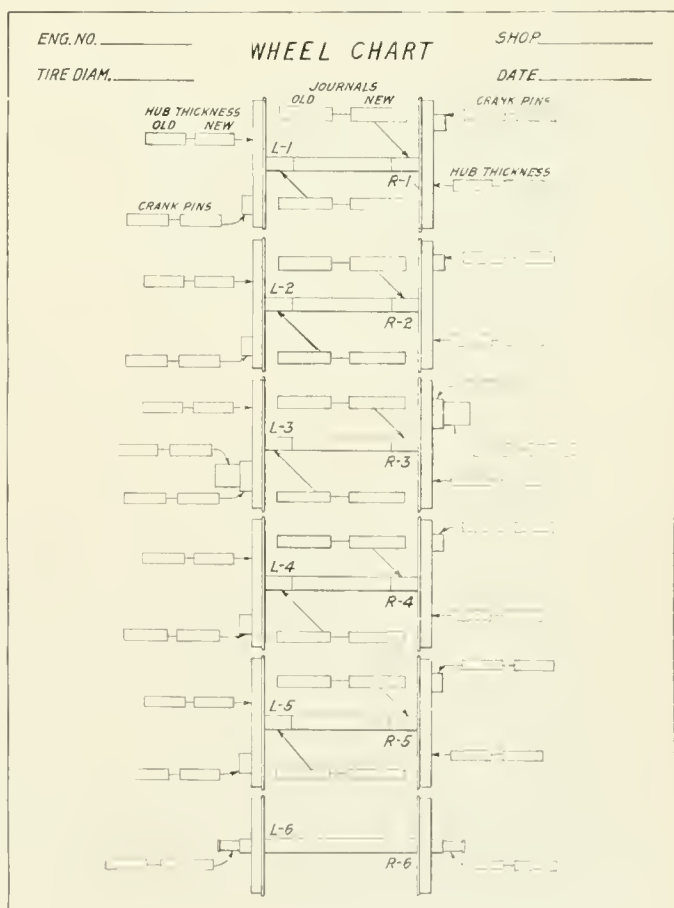 ENG. NO.
WHEEL CHART
SHOP
TIRE DIAM.
DATE
JOURNALS
OLD NEW
HUB THICKNESS
OLD NEW
CRANK PINS
L-1
R-1
HUB THICKNESS
CRANK PINS
L-2
R-2
L-3
R-3
L-4
R-4
L-5
R-5
L-6
R-6